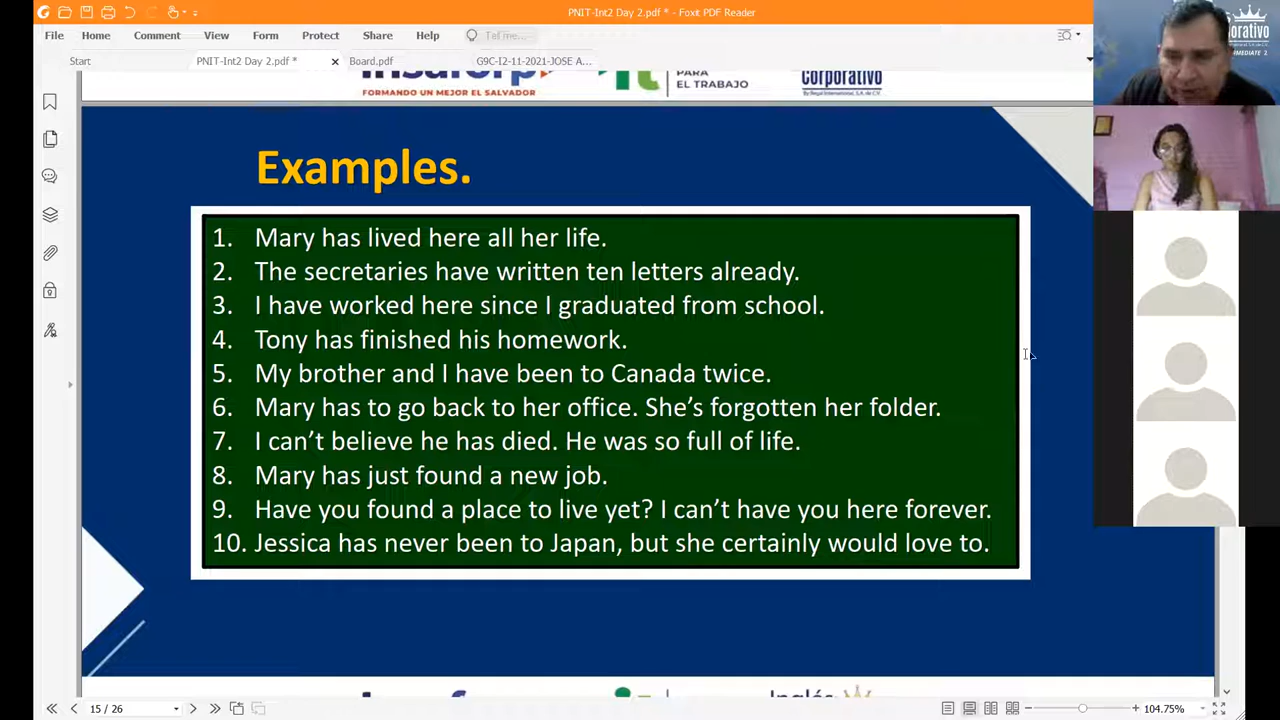 PNIT-Int2 Day 2.pdf * - Foxit PDF Reader
File Home Comment View Form Protect Share Help Tell me...
Start PNIT-Int2 Day 2.pdf * Board.pdf G9C-I2-11-2021-JOSE A...
FORMANDO UN MEJOR EL SALVADOR
PARA
EL TRABAJO
corporativo
Examples.
1. Mary has lived here all her life.
2. The secretaries have written ten letters already.
3. I have worked here since I graduated from school.
4. Tony has finished his homework.
5. My brother and I have been to Canada twice.
6. Mary has to go back to her office. She's forgotten her folder.
7. I can't believe he has died. He was so full of life.
8. Mary has just found a new job.
9. Have you found a place to live yet? I can't have you here forever.
10. Jessica has never been to Japan, but she certainly would love to.
Inglés
15 / 26
104.75%